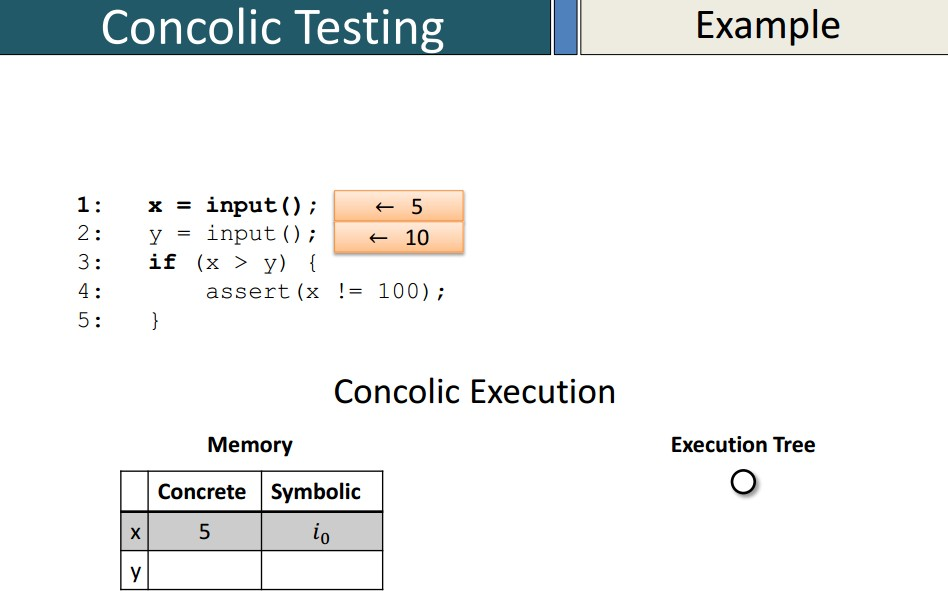 Concolic Testing
Example
1: x = input(); ← 5
2: y = input(); ← 10
3: if (x > y) {
4: assert(x != 100);
5: }
Concolic Execution
Memory
Execution Tree
Concrete Symbolic
x 5 i₀
y